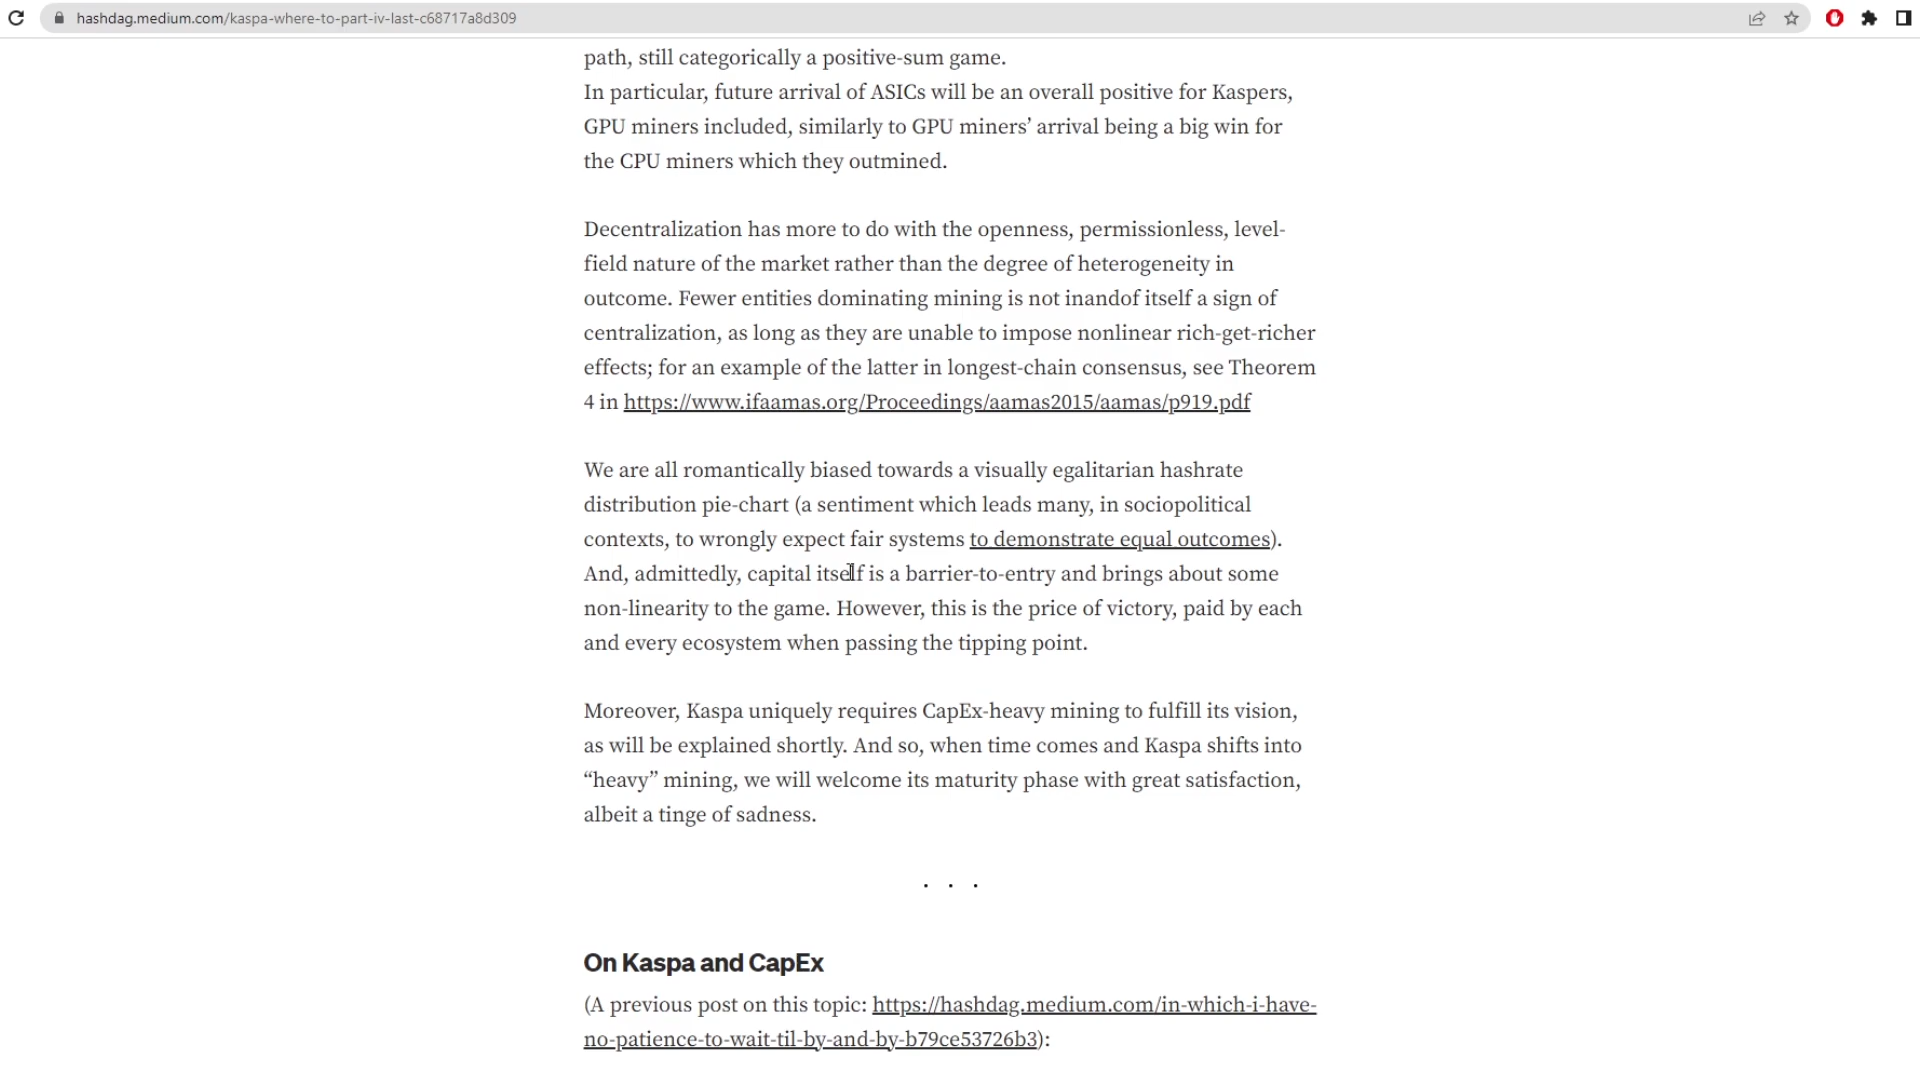 hashdag.medium.com/kaspa-where-to-part-iv-last-c68717a8d309
path, still categorically a positive-sum game.
In particular, future arrival of ASICs will be an overall positive for Kaspers,
GPU miners included, similarly to GPU miners’ arrival being a big win for
the CPU miners which they outmined.
Decentralization has more to do with the openness, permissionless, level-
field nature of the market rather than the degree of heterogeneity in
outcome. Fewer entities dominating mining is not inandof itself a sign of
centralization, as long as they are unable to impose nonlinear rich-get-richer
effects; for an example of the latter in longest-chain consensus, see Theorem
4 in https://www.ifaamas.org/Proceedings/aamas2015/aamas/p919.pdf
We are all romantically biased towards a visually egalitarian hashrate
distribution pie-chart (a sentiment which leads many, in sociopolitical
contexts, to wrongly expect fair systems to demonstrate equal outcomes).
And, admittedly, capital itself is a barrier-to-entry and brings about some
non-linearity to the game. However, this is the price of victory, paid by each
and every ecosystem when passing the tipping point.
Moreover, Kaspa uniquely requires CapEx-heavy mining to fulfill its vision,
as will be explained shortly. And so, when time comes and Kaspa shifts into
“heavy” mining, we will welcome its maturity phase with great satisfaction,
albeit a tinge of sadness.
. . .
On Kaspa and CapEx
(A previous post on this topic: https://hashdag.medium.com/in-which-i-have-
no-patience-to-wait-til-by-and-by-b79ce53726b3):